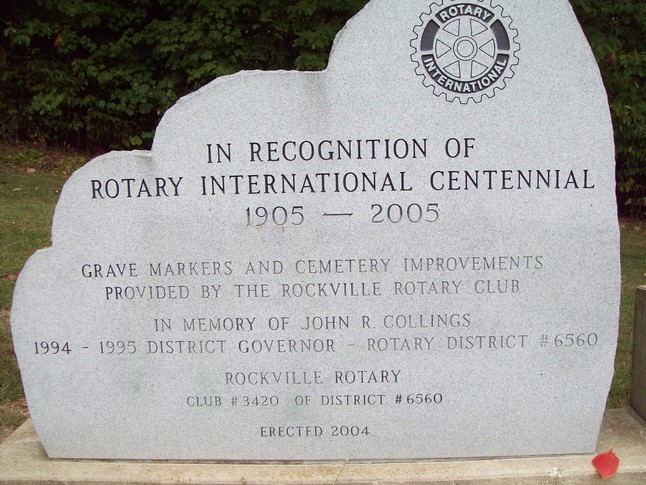 ROTARY
INTERNATIONAL
IN RECOGNITION OF
ROTARY INTERNATIONAL CENTENNIAL
1905 — 2005
GRAVE MARKERS AND CEMETERY IMPROVEMENTS
PROVIDED BY THE ROCKVILLE ROTARY CLUB
IN MEMORY OF JOHN R. COLLINGS
1994 - 1995 DISTRICT GOVERNOR - ROTARY DISTRICT #6560
ROCKVILLE ROTARY
CLUB #3420 OF DISTRICT #6560
ERECTED 2004